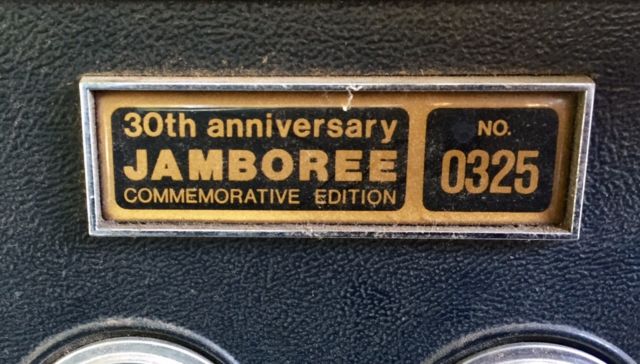 30th anniversary
JAMBOREE
COMMEMORATIVE EDITION
NO.
0325